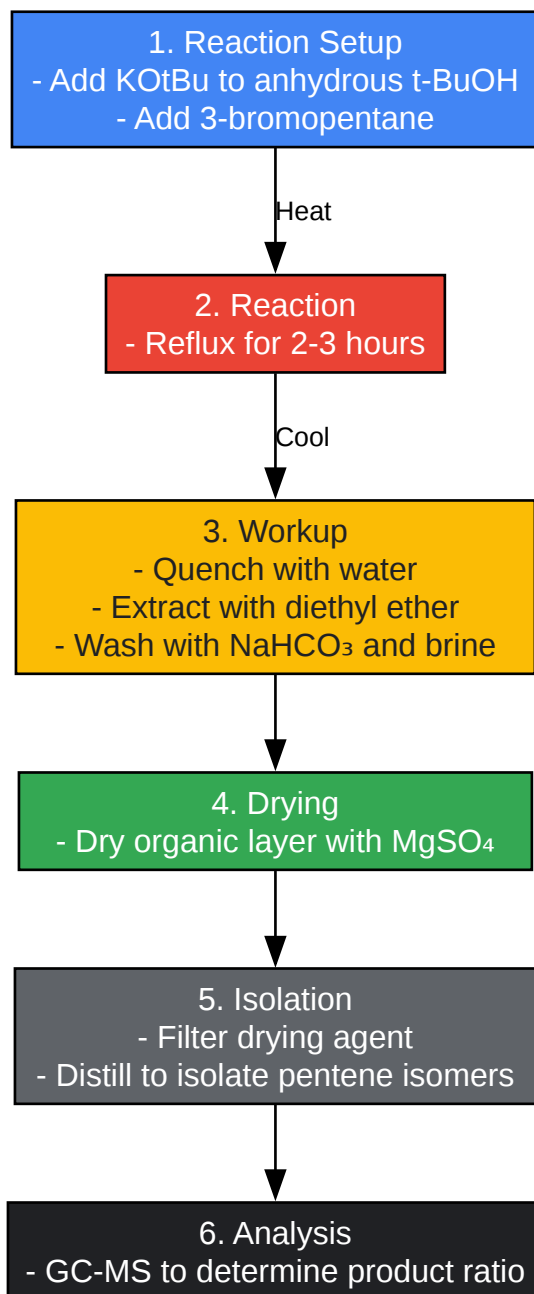 1. Reaction Setup
- Add KOtBu to anhydrous t-BuOH
- Add 3-bromopentane
Heat
2. Reaction
- Reflux for 2-3 hours
Cool
3. Workup
- Quench with water
- Extract with diethyl ether
- Wash with NaHCO₃ and brine
4. Drying
- Dry organic layer with MgSO₄
5. Isolation
- Filter drying agent
- Distill to isolate pentene isomers
6. Analysis
- GC-MS to determine product ratio